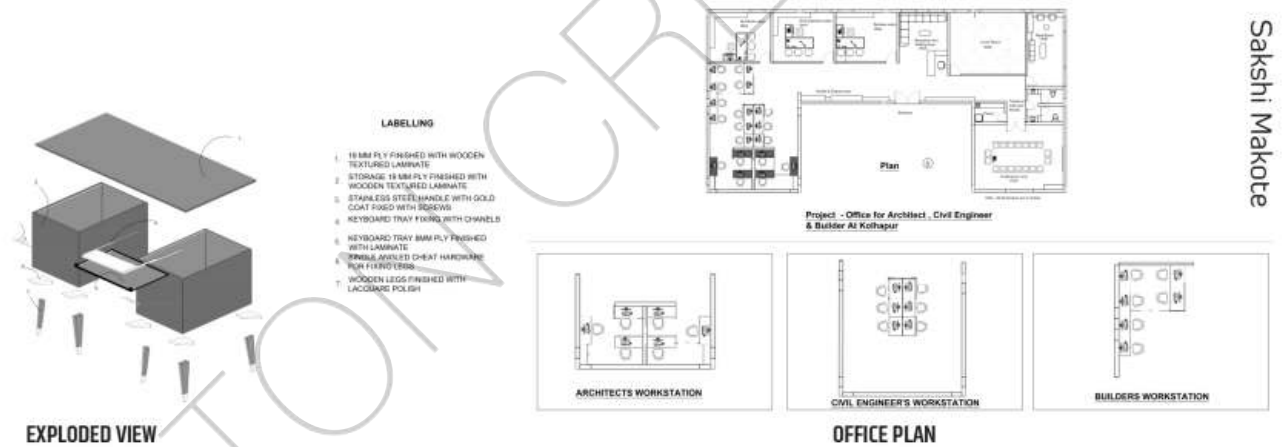 Sakshi Makote
LABELLING
1. 19 MM PLY FINISHED WITH WOODEN
TEXTURED LAMINATE
2. STORAGE 19 MM PLY FINISHED WITH
WOODEN TEXTURED LAMINATE
3. STAINLESS STEEL HANDLE WITH GOLD
COAT FIXED WITH SCREWS
4. KEYBOARD TRAY FIXING WITH CHANELS
5. KEYBOARD TRAY 8MM PLY FINISHED
WITH LAMINATE
6. SINGLE ANGLED CHEAT HARDWARE
FOR FIXING LEGS
7. WOODEN LEGS FINISHED WITH
LACQUARE POLISH
EXPLODED VIEW
Plan
Project - Office for Architect , Civil Engineer
& Builder At Kolhapur
ARCHITECTS WORKSTATION
CIVIL ENGINEER'S WORKSTATION
BUILDERS WORKSTATION
OFFICE PLAN